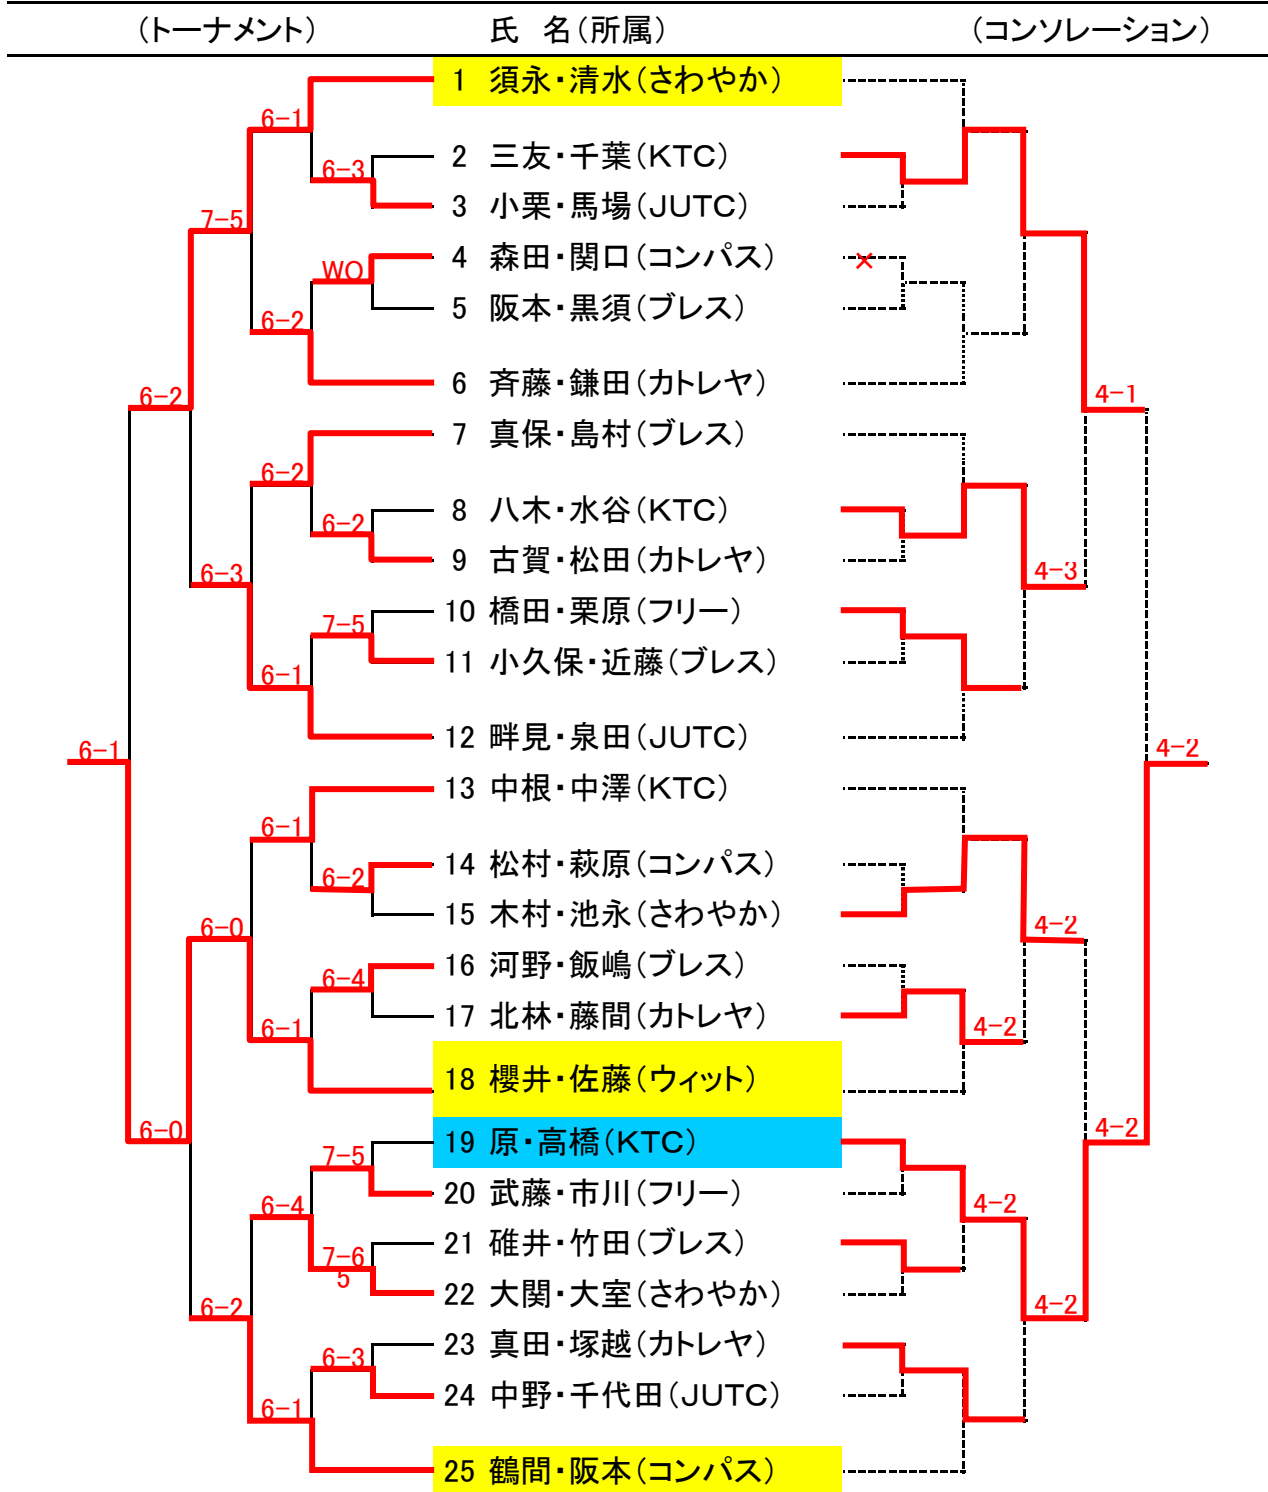 （トーナメント） 氏 名（所属） （コンソレーション）
1 須永・清水（さわやか）
6-1
2 三友・千葉（KTC）
6-3
3 小栗・馬場（JUTC）
7-5
4 森田・関口（コンパス） ×
WO
5 阪本・黒須（ブレス）
6-2
6 斉藤・鎌田（カトレヤ）
6-2 4-1
7 真保・島村（ブレス）
6-2
8 八木・水谷（KTC）
6-2
9 古賀・松田（カトレヤ）
6-3 4-3
10 橋田・栗原（フリー）
7-5
11 小久保・近藤（ブレス）
6-1
12 畔見・泉田（JUTC）
6-1 4-2
13 中根・中澤（KTC）
6-1
14 松村・萩原（コンパス）
6-2
15 木村・池永（さわやか）
6-0 4-2
16 河野・飯嶋（ブレス）
6-4
17 北林・藤間（カトレヤ）
6-1 4-2
18 櫻井・佐藤（ウィット）
6-0 4-2
19 原・高橋（KTC）
7-5
20 武藤・市川（フリー）
6-4 4-2
21 碓井・竹田（ブレス）
7-6
5
22 大関・大室（さわやか）
6-2 4-2
23 真田・塚越（カトレヤ）
6-3
24 中野・千代田（JUTC）
6-1
25 鶴間・阪本（コンパス）